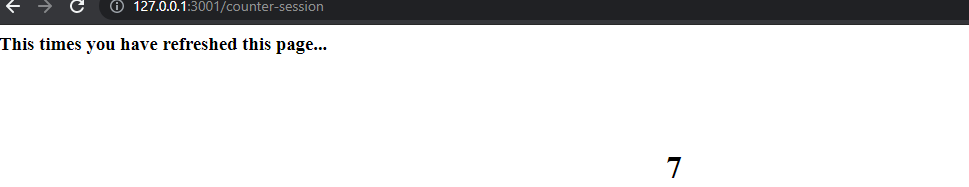 127.0.0.1:3001/counter-session
This times you have refreshed this page...
7